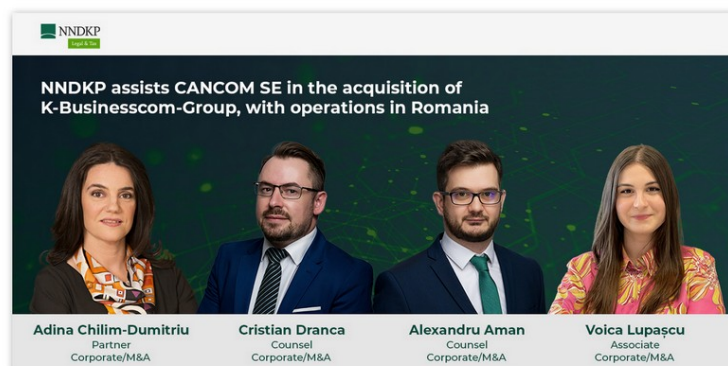 NNDKP
Legal & Tax
NNDKP assists CANCOM SE in the acquisition of
K-Businesscom-Group, with operations in Romania
Adina Chilim-Dumitriu
Partner
Corporate/M&A
Cristian Dranca
Counsel
Corporate/M&A
Alexandru Aman
Counsel
Corporate/M&A
Voica Lupașcu
Associate
Corporate/M&A